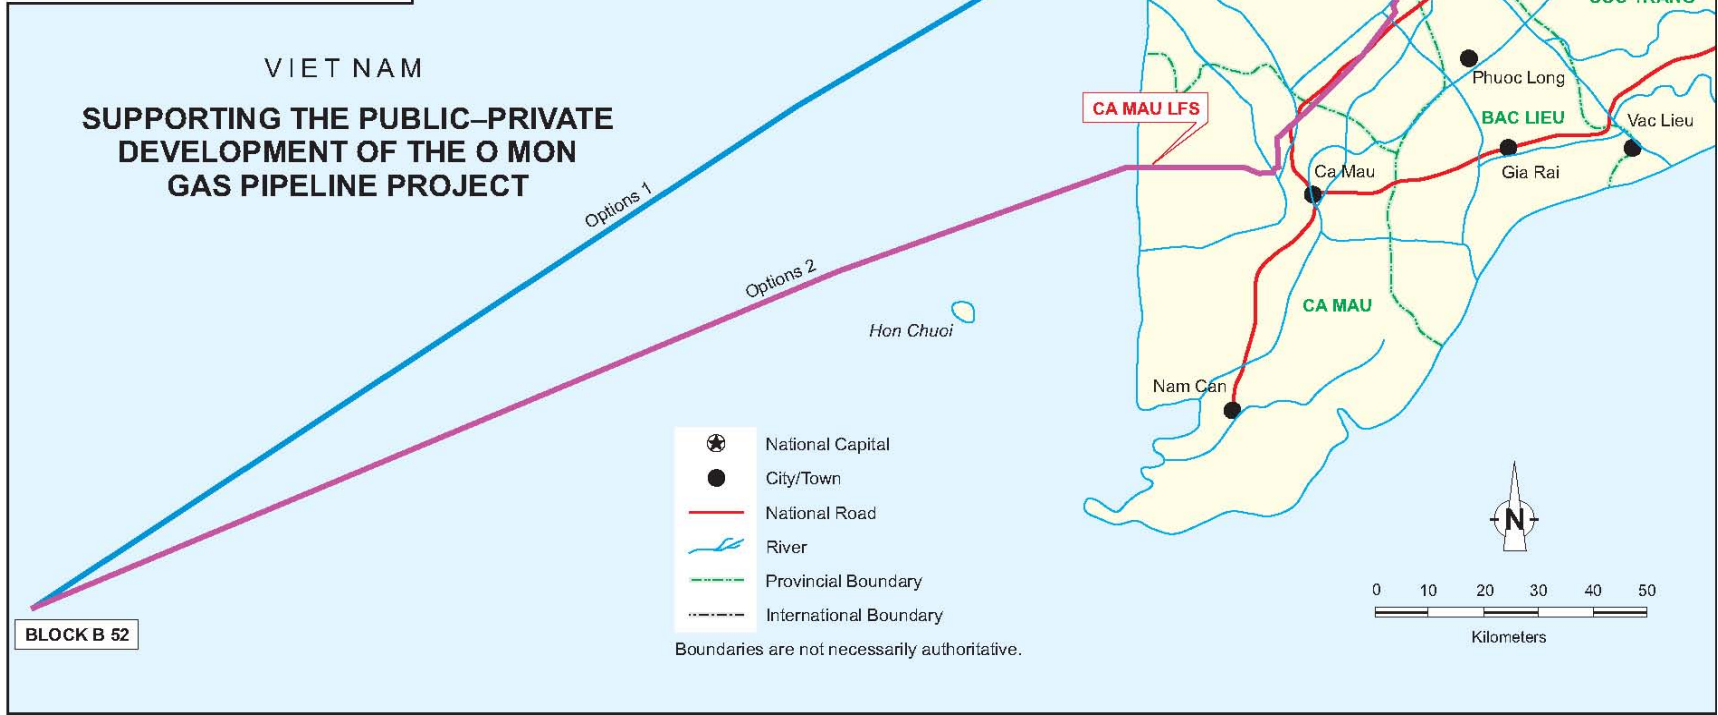 SOC TRANG
VIET NAM
SUPPORTING THE PUBLIC–PRIVATE
DEVELOPMENT OF THE O MON
GAS PIPELINE PROJECT
Phuoc Long
CA MAU LFS
BAC LIEU
Vac Lieu
Ca Mau
Gia Rai
Options 1
Options 2
CA MAU
Hon Chuoi
Nam Can
National Capital
City/Town
National Road
River
Provincial Boundary
International Boundary
Boundaries are not necessarily authoritative.
N
0 10 20 30 40 50
Kilometers
BLOCK B 52